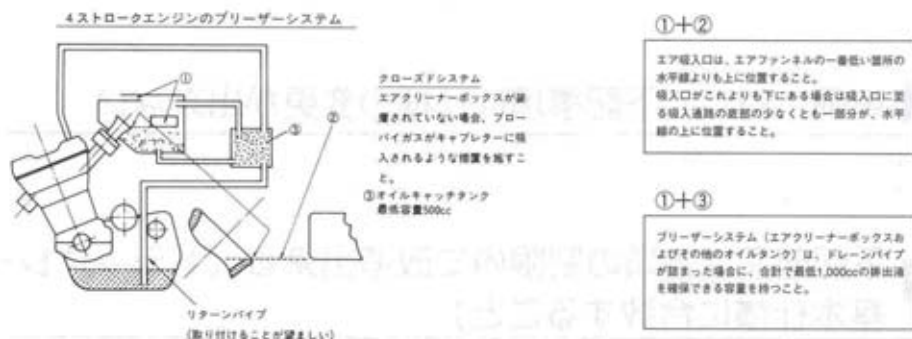 4ストロークエンジンのブリーザーシステム
①
②
③
クローズドシステム
エアクリーナーボックスが装
着されていない場合、ブロー
バイガスがキャブレターに吸
入されるような措置を施すこ
と。
③オイルキャッチタンク
最低容量500cc
リターンパイプ
(取り付けることが望ましい)
①+②
エア吸入口は、エアファンネルの一番低い箇所の
水平線よりも上に位置すること。
吸入口がこれよりも下にある場合は吸入口に至
る吸入通路の底部の少なくとも一部分が、水平
線の上に位置すること。
①+③
ブリーザーシステム(エアクリーナーボックスお
よびその他のオイルタンク)は、ドレーンパイプ
が詰まった場合に、合計で最低1,000ccの排出油
を確保できる容量を持つこと。